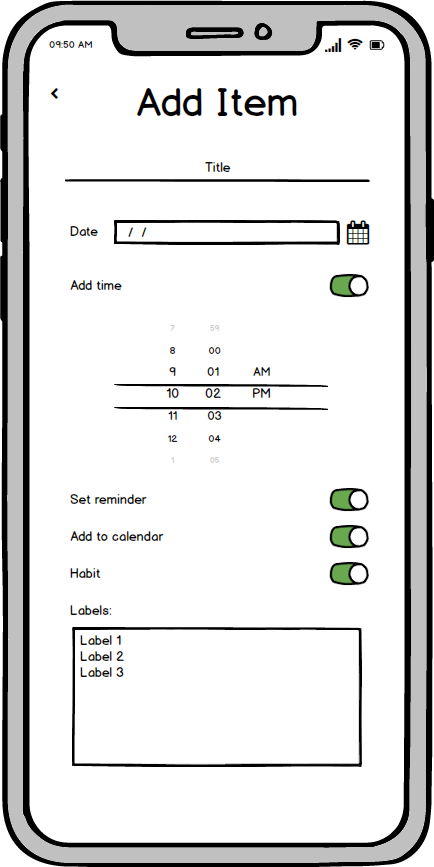 09:50 AM
Add Item
Title
Date / /
Add time
7 59
8 00
9 01 AM
10 02 PM
11 03
12 04
1 05
Set reminder
Add to calendar
Habit
Labels:
Label 1
Label 2
Label 3